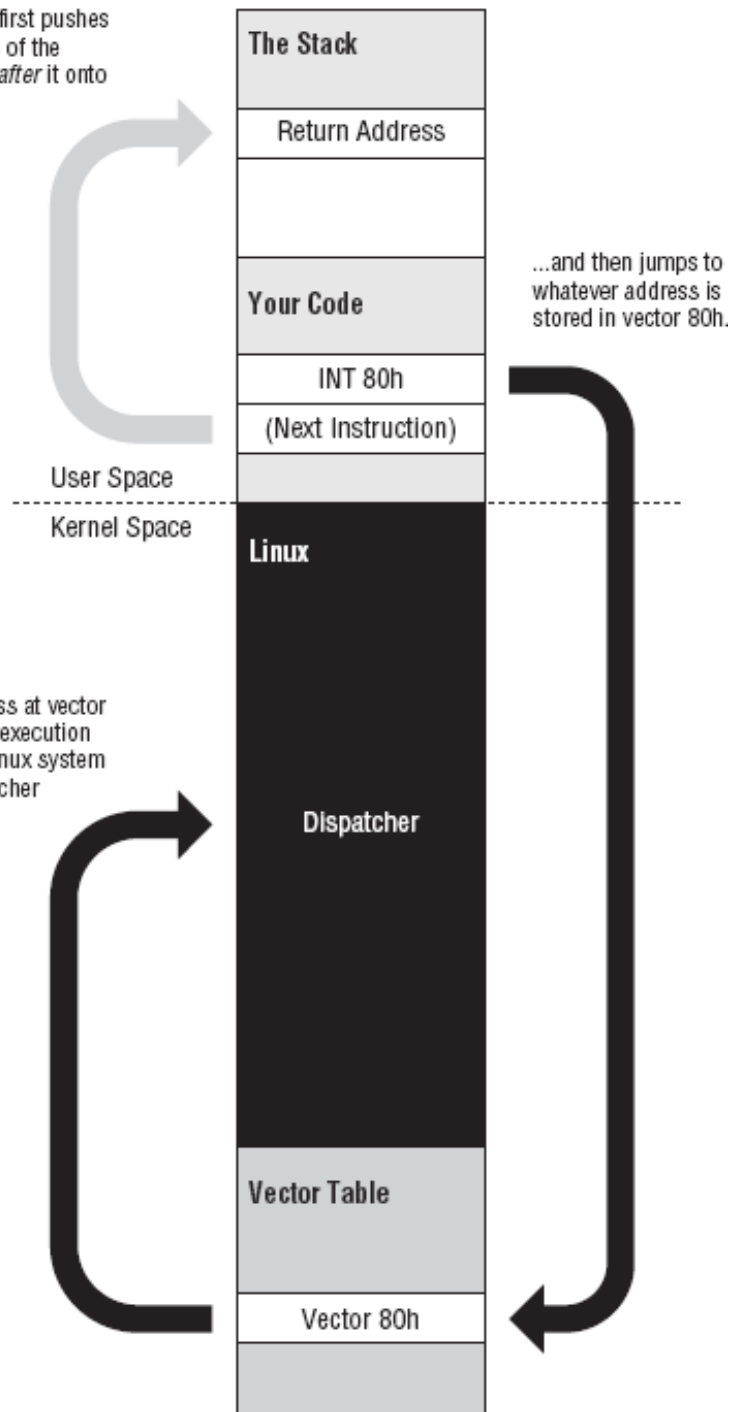 first pushes
of the
after it onto
The Stack
Return Address
...and then jumps to
whatever address is
stored in vector 80h.
Your Code
INT 80h
(Next Instruction)
User Space
Kernel Space
Linux
ss at vector
execution
nux system
cher
Dispatcher
Vector Table
Vector 80h